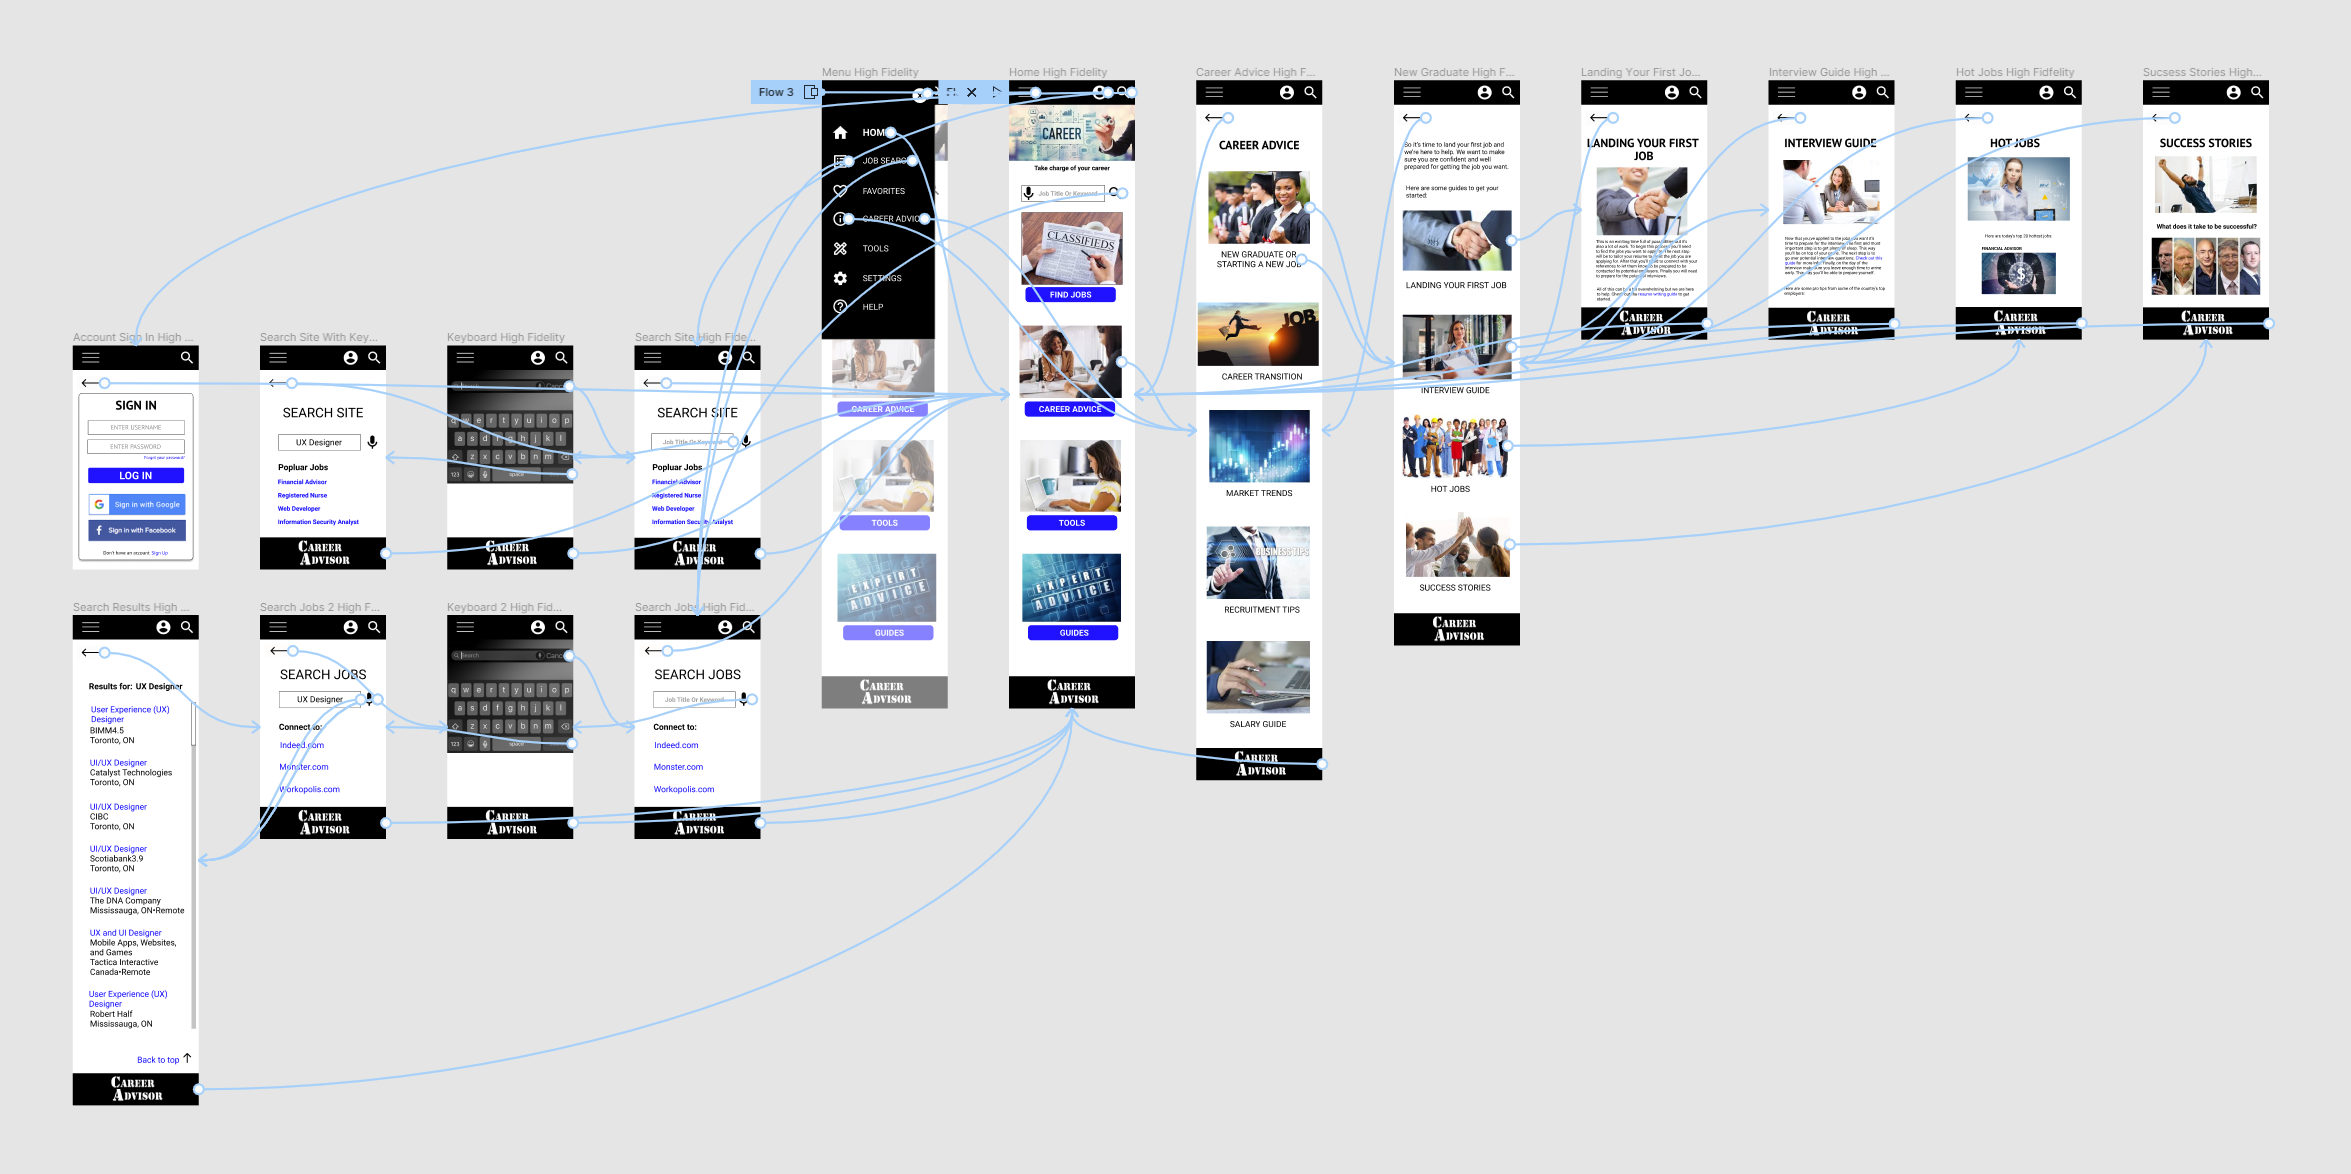 Menu High Fidelity
Home High Fidelity
Career Advice High F...
New Graduate High F...
Landing Your First Jo...
Interview Guide High ...
Hot Jobs High Fidfelity
Sucsess Stories High...
Flow 3
HOME
JOB SEARCH
FAVORITES
CAREER ADVICE
TOOLS
SETTINGS
HELP
CAREER ADVICE
TOOLS
EXPERT
ADVICE
GUIDES
CAREER
ADVISOR
CAREER
Take charge of your career
Job Title Or Keyword
CLASSIFIEDS
FIND JOBS
CAREER ADVICE
TOOLS
EXPERT
ADVICE
GUIDES
CAREER
ADVISOR
CAREER ADVICE
NEW GRADUATE OR
STARTING A NEW JOB
JOB
CAREER TRANSITION
MARKET TRENDS
BUSINESS TIPS
RECRUITMENT TIPS
SALARY GUIDE
CAREER
ADVISOR
So it's time to land your first job and
we're here to help. We want to make
sure you are confident and well
prepared for getting the job you want.
Here are some guides to get your
started:
LANDING YOUR FIRST JOB
INTERVIEW GUIDE
HOT JOBS
SUCCESS STORIES
CAREER
ADVISOR
LANDING YOUR FIRST
JOB
CAREER
ADVISOR
INTERVIEW GUIDE
CAREER
ADVISOR
HOT JOBS
Here are today's top 20 hottest jobs
FINANCIAL ADVISOR
CAREER
ADVISOR
SUCCESS STORIES
What does it take to be successful?
CAREER
ADVISOR
Account Sign In High ...
Search Site With Key...
Keyboard High Fidelity
Search Site High Fide...
SIGN IN
ENTER USERNAME
ENTER PASSWORD
Forgot your password?
LOG IN
Sign in with Google
Sign in with Facebook
Don't have an account Sign Up
SEARCH SITE
UX Designer
Popluar Jobs
Financial Advisor
Registered Nurse
Web Developer
Information Security Analyst
CAREER
ADVISOR
Search
Cancel
q w e r t y u i o p
a s d f g h j k l
z x c v b n m
123
space
CAREER
ADVISOR
SEARCH SITE
Job Title Or Keyword
Popluar Jobs
Financial Advisor
Registered Nurse
Web Developer
Information Security Analyst
CAREER
ADVISOR
Search Results High ...
Search Jobs 2 High F...
Keyboard 2 High Fid...
Search Jobs High Fid...
Results for: UX Designer
User Experience (UX)
Designer
BIMM4.5
Toronto, ON
UI/UX Designer
Catalyst Technologies
Toronto, ON
UI/UX Designer
CIBC
Toronto, ON
UI/UX Designer
Scotiabank3.9
Toronto, ON
UI/UX Designer
The DNA Company
Mississauga, ON•Remote
UX and UI Designer
Mobile Apps, Websites,
and Games
Tactica Interactive
Canada•Remote
User Experience (UX)
Designer
Robert Half
Mississauga, ON
Back to top
CAREER
ADVISOR
SEARCH JOBS
UX Designer
Connect to:
Indeed.com
Monster.com
Workopolis.com
CAREER
ADVISOR
Search
Cancel
q w e r t y u i o p
a s d f g h j k l
z x c v b n m
123
space
CAREER
ADVISOR
SEARCH JOBS
Job Title Or Keyword
Connect to:
Indeed.com
Monster.com
Workopolis.com
CAREER
ADVISOR